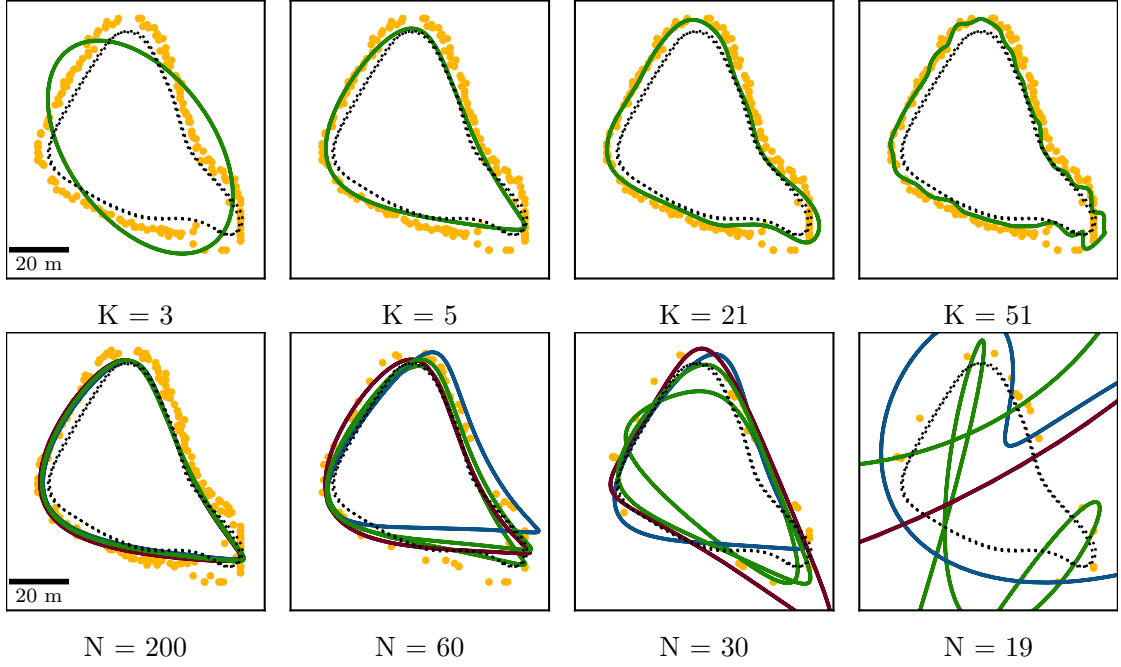 20 m
K = 3
K = 5
K = 21
K = 51
20 m
N = 200
N = 60
N = 30
N = 19